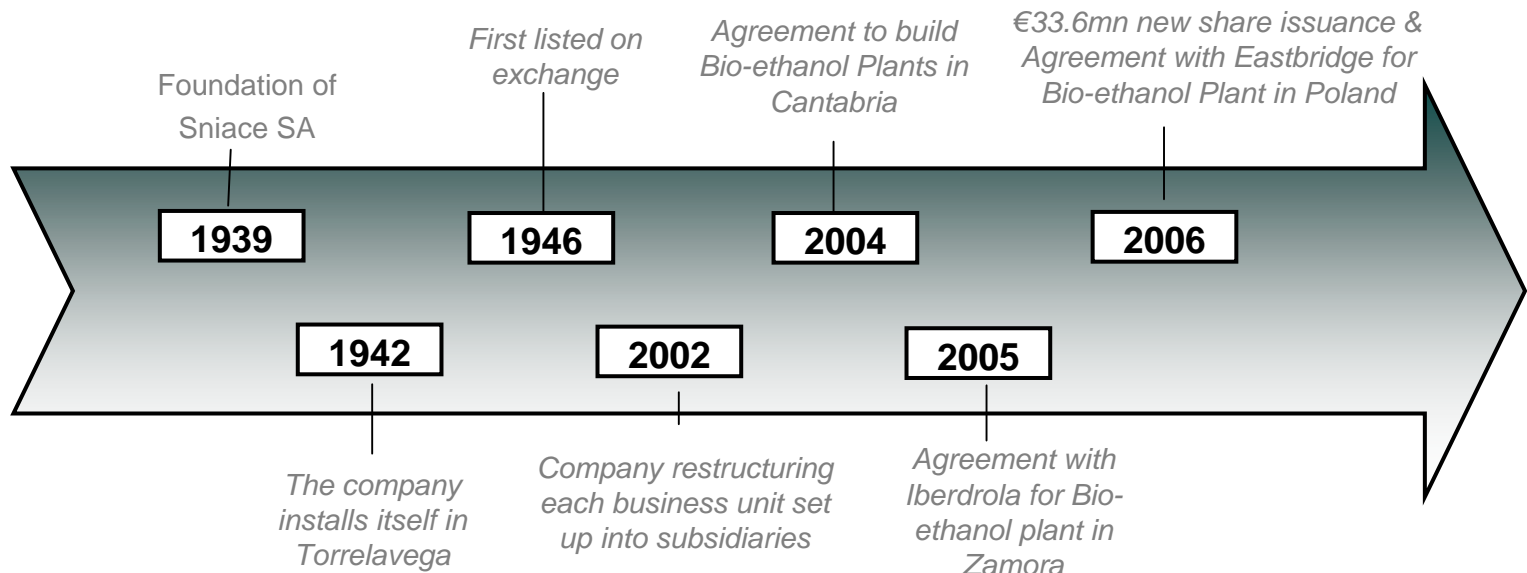 Foundation of
Sniace SA
1939
First listed on
exchange
1946
Agreement to build
Bio-ethanol Plants in
Cantabria
2004
€33.6mn new share issuance &
Agreement with Eastbridge for
Bio-ethanol Plant in Poland
2006
1942
The company
installs itself in
Torrelavega
2002
Company restructuring
each business unit set
up into subsidiaries
2005
Agreement with
Iberdrola for Bio-
ethanol plant in
Zamora